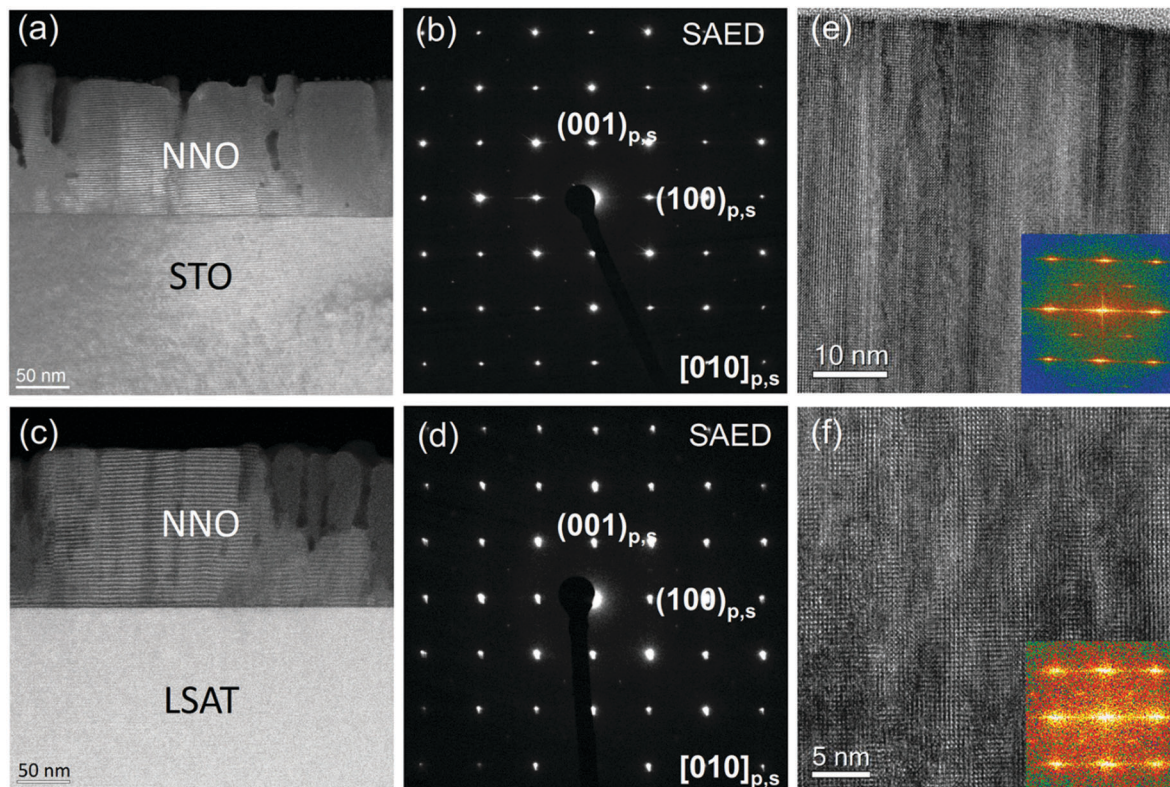 (a)
NNO
STO
50 nm
(b)
SAED
(001)p,s
(100)p,s
[010]p,s
(e)
10 nm
(c)
NNO
LSAT
50 nm
(d)
SAED
(001)p,s
(100)p,s
[010]p,s
(f)
5 nm